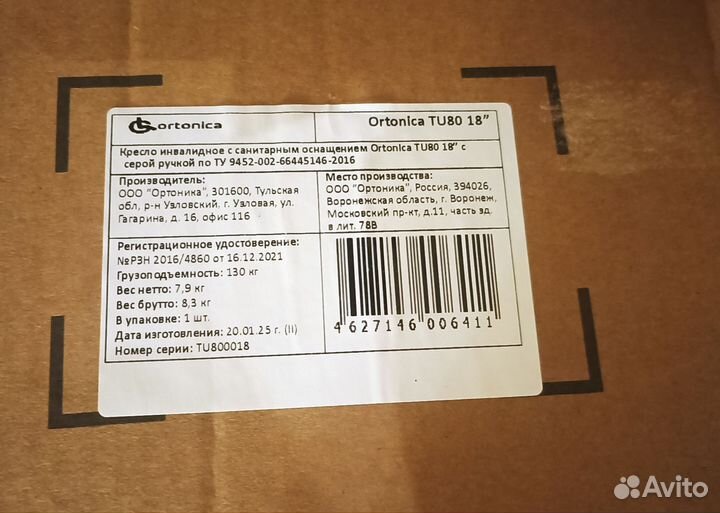 ortonica
Ortonica TU80 18”
Кресло инвалидное с санитарным оснащением Ortonica TU80 18” с
серой ручкой по ТУ 9452-002-66445146-2016
Производитель:
ООО "Ортоника", 301600, Тульская
обл, р-н Узловский, г. Узловая, ул.
Гагарина, д. 16, офис 116
Место производства:
ООО "Ортоника", Россия, 394026,
Воронежская область, г. Воронеж,
Московский пр-кт, д.11, часть зд.
в лит. 78В
Регистрационное удостоверение:
№РЗН 2016/4860 от 16.12.2021
Грузоподъемность: 130 кг
Вес нетто: 7,9 кг
Вес брутто: 8,3 кг
В упаковке: 1 шт.
Дата изготовления: 20.01.25 г. (II)
Номер серии: TU800018
4 627146 006411
Avito